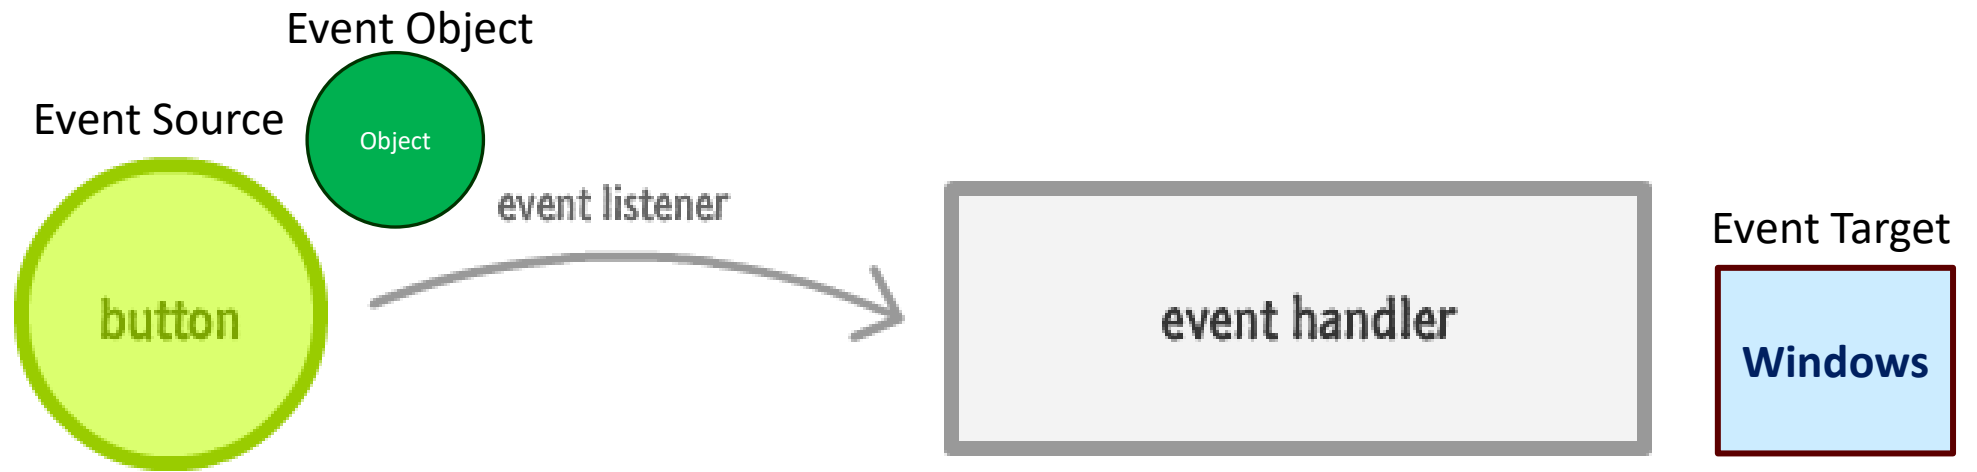 Event Object
Event Source
Object
event listener
button
event handler
Event Target
Windows